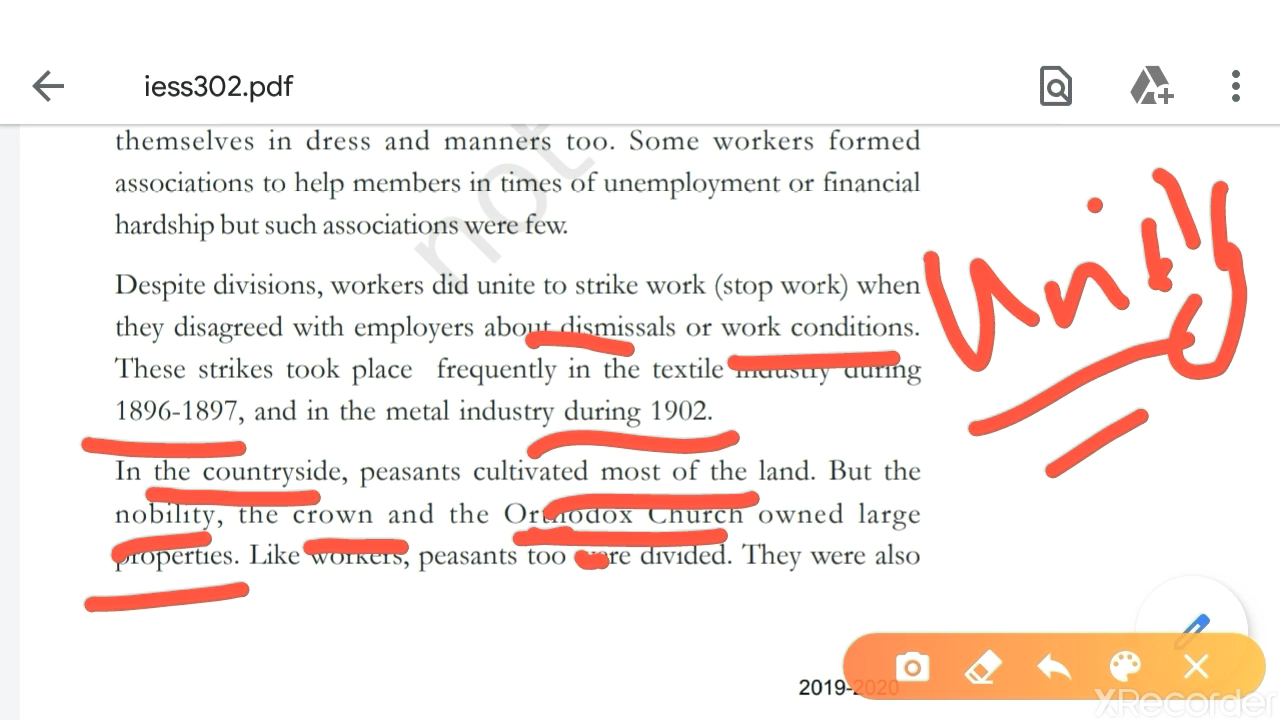 iess302.pdf
themselves in dress and manners too. Some workers formed
associations to help members in times of unemployment or financial
hardship but such associations were few.
not
Despite divisions, workers did unite to strike work (stop work) when
they disagreed with employers about dismissals or work conditions.
These strikes took place frequently in the textile industry during
1896-1897, and in the metal industry during 1902.
Unity
In the countryside, peasants cultivated most of the land. But the
nobility, the crown and the Orthodox Church owned large
properties. Like workers, peasants too were divided. They were also
2019-2020
XRecorder